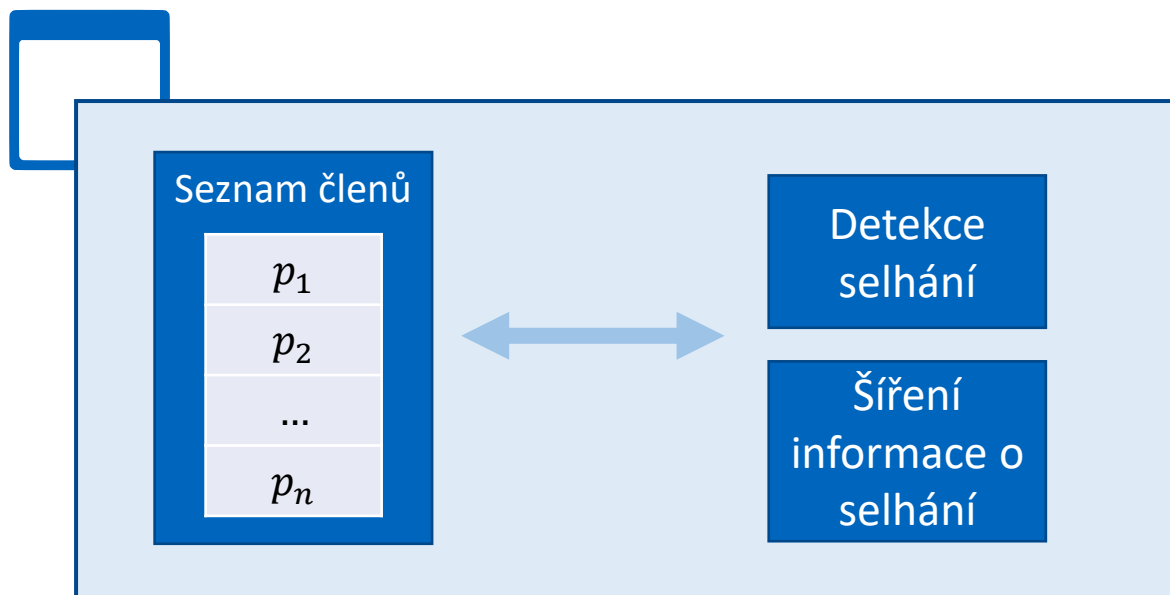 Seznam členů
p₁
p₂
...
pₙ
Detekce
selhání
Šíření
informace o
selhání